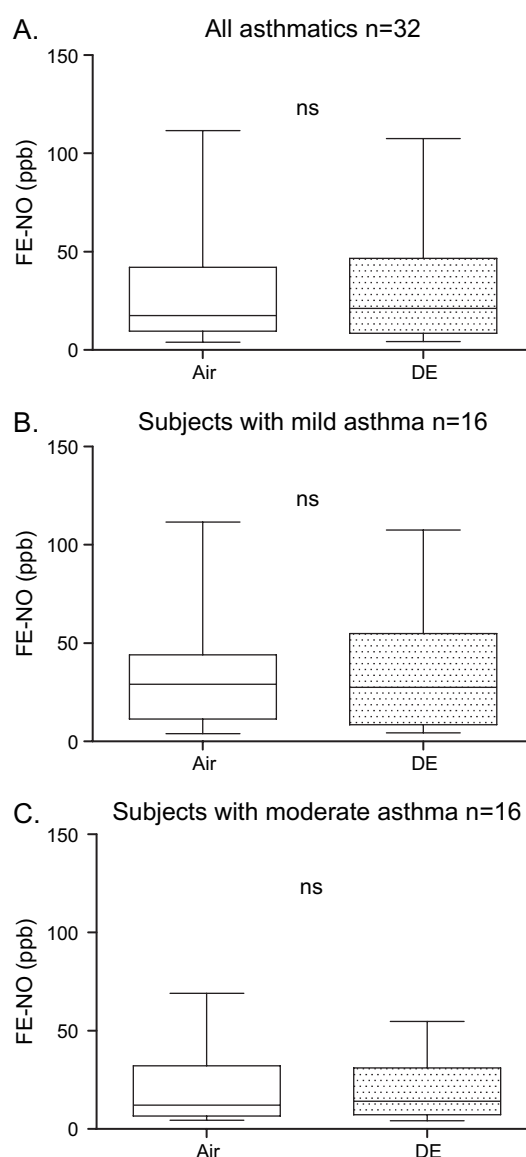 A. All asthmatics n=32
150
ns
100
FE-NO (ppb)
50
0
Air DE
B. Subjects with mild asthma n=16
150
ns
100
FE-NO (ppb)
50
0
Air DE
C. Subjects with moderate asthma n=16
150
ns
100
FE-NO (ppb)
50
0
Air DE